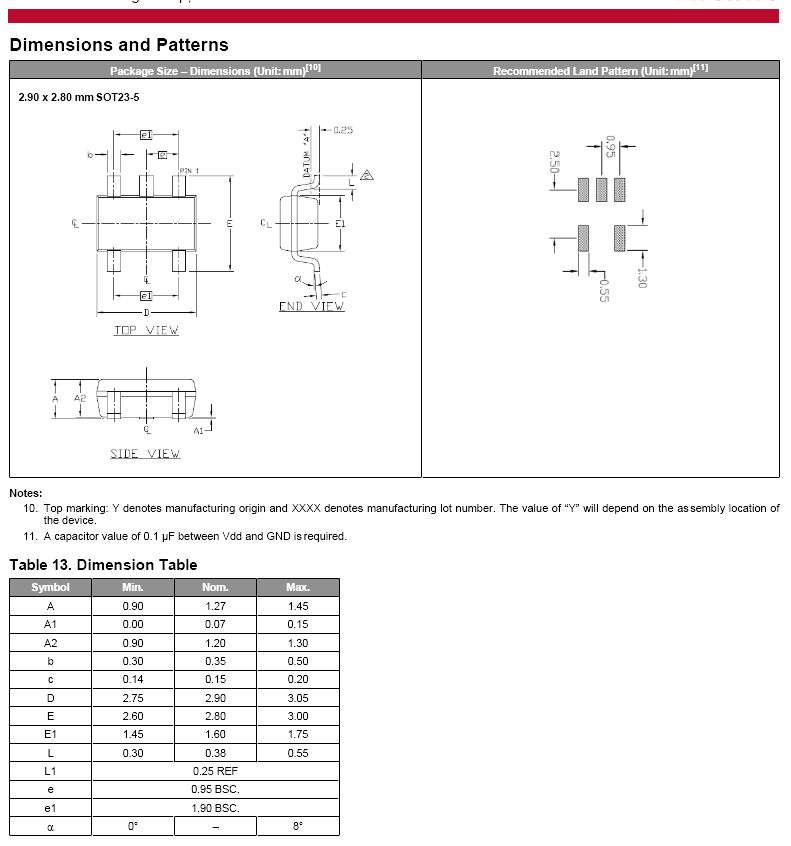 Dimensions and Patterns
Package Size – Dimensions (Unit: mm)[10]
Recommended Land Pattern (Unit: mm)[11]
2.90 x 2.80 mm SOT23-5
e1
b
e
PIN 1
℄
E
℄
e1
D
TOP VIEW
DATUM "A"
0.25
L
2
CL
E1
α
c
END VIEW
A
A2
℄
A1
SIDE VIEW
2.50
0.95
0.55
1.30
Notes:
10. Top marking: Y denotes manufacturing origin and XXXX denotes manufacturing lot number. The value of “Y” will depend on the assembly location of
the device.
11. A capacitor value of 0.1 µF between Vdd and GND is required.
Table 13. Dimension Table
Symbol Min. Nom. Max.
A 0.90 1.27 1.45
A1 0.00 0.07 0.15
A2 0.90 1.20 1.30
b 0.30 0.35 0.50
c 0.14 0.15 0.20
D 2.75 2.90 3.05
E 2.60 2.80 3.00
E1 1.45 1.60 1.75
L 0.30 0.38 0.55
L1 0.25 REF
e 0.95 BSC.
e1 1.90 BSC.
α 0° – 8°